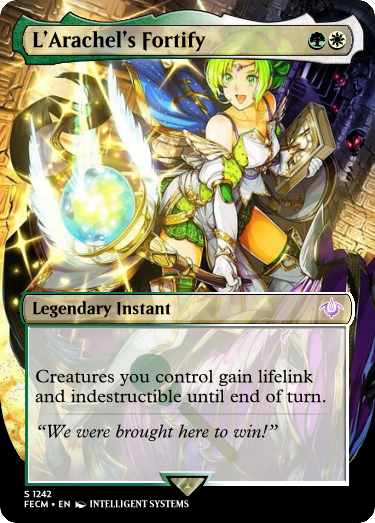 L'Arachel's Fortify
Legendary Instant
Creatures you control gain lifelink
and indestructible until end of turn.
"We were brought here to win!"
S 1242
FECM • EN INTELLIGENT SYSTEMS